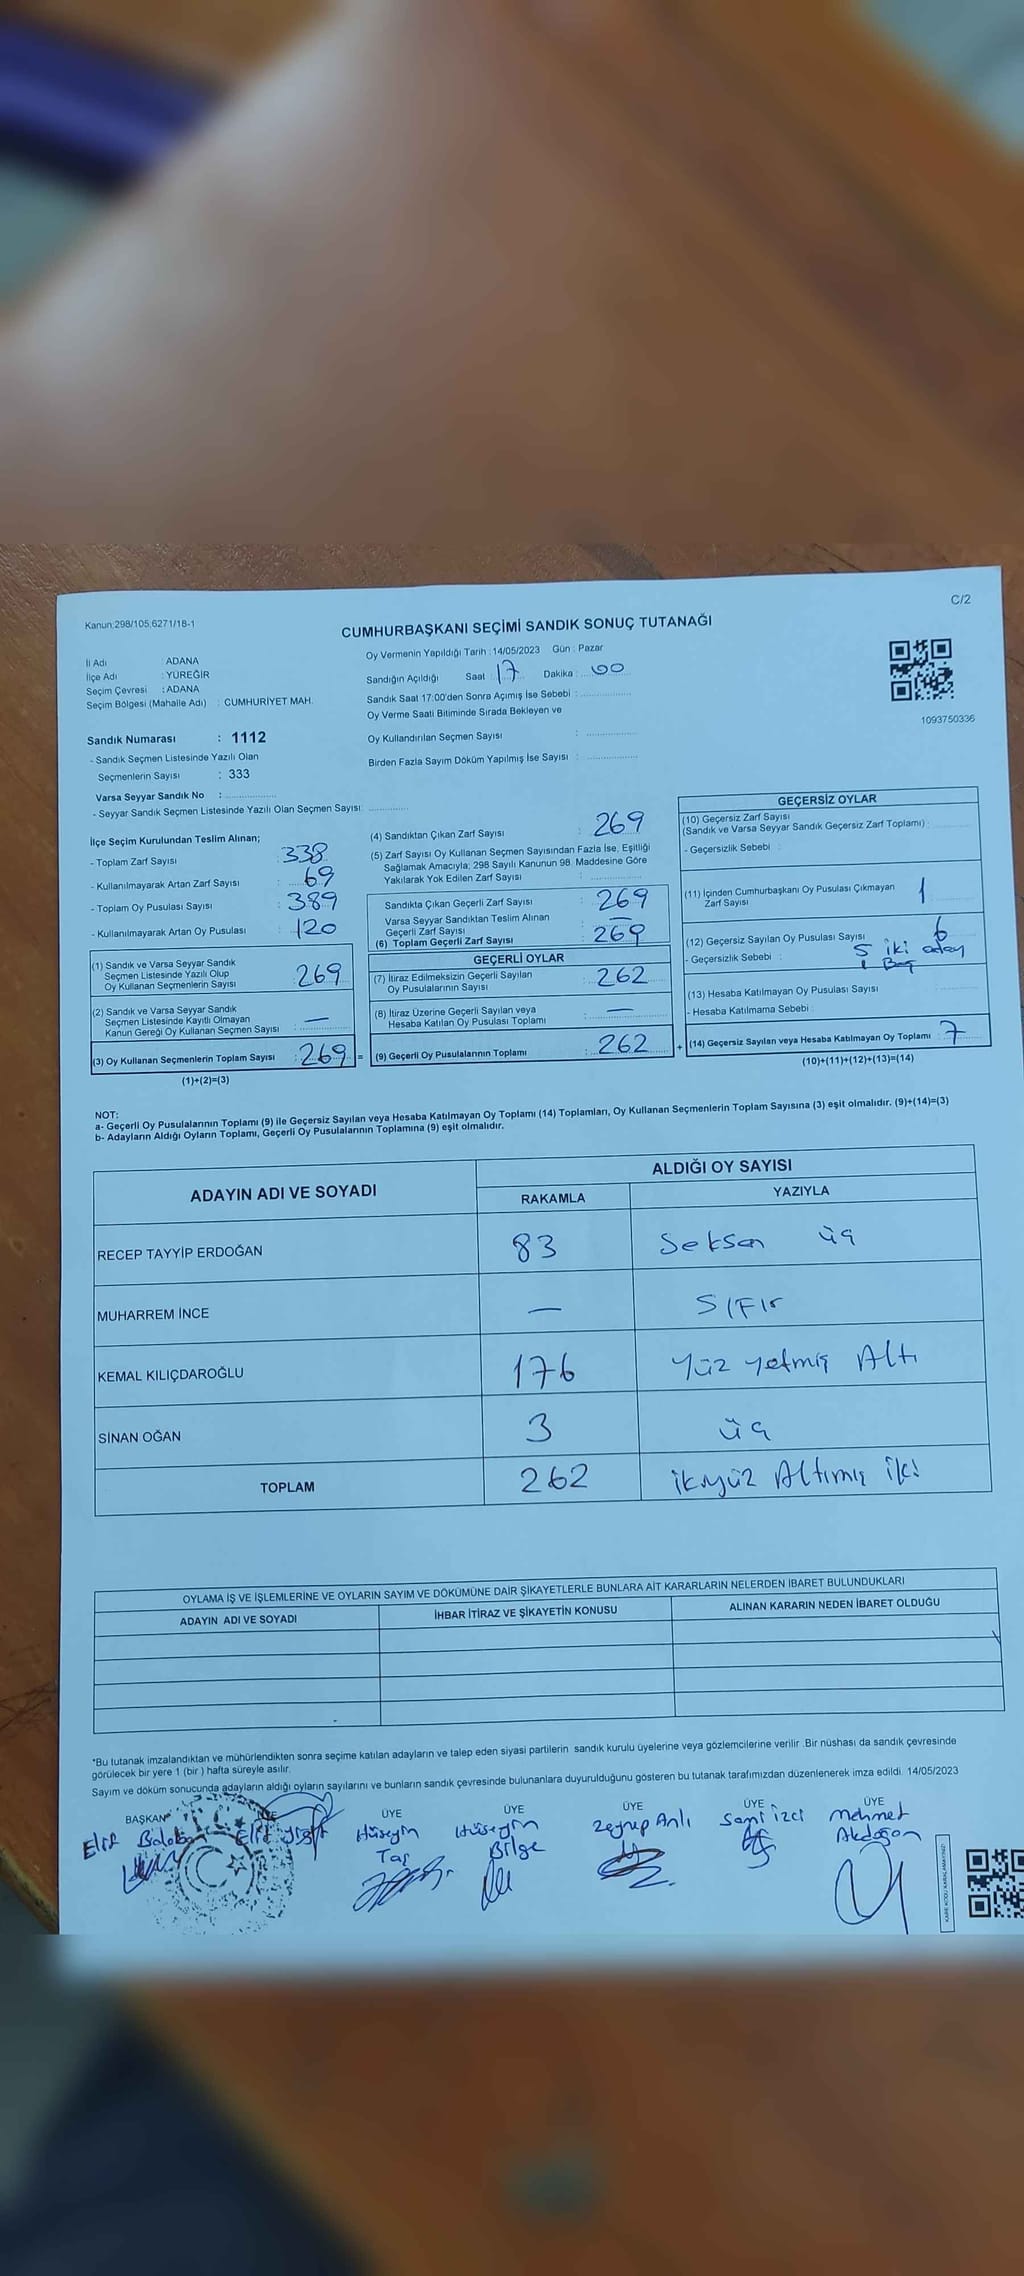 Kanun:298/105,6271/18-1
C/2
CUMHURBAŞKANI SEÇİMİ SANDIK SONUÇ TUTANAĞI
İl Adı : ADANA
İlçe Adı : YÜREĞİR
Seçim Çevresi : ADANA
Seçim Bölgesi (Mahalle Adı) : CUMHURİYET MAH.
Oy Vermenin Yapıldığı Tarih : 14/05/2023 Gün : Pazar
Sandığın Açıldığı Saat : 17 Dakika : 00
Sandık Saat 17:00'den Sonra Açımış İse Sebebi :
Oy Verme Saati Bitiminde Sırada Bekleyen ve
Oy Kullandırılan Seçmen Sayısı :
Birden Fazla Sayım Döküm Yapılmış İse Sayısı :
1093750336
Sandık Numarası : 1112
- Sandık Seçmen Listesinde Yazılı Olan
Seçmenlerin Sayısı : 333
Varsa Seyyar Sandık No :
- Seyyar Sandık Seçmen Listesinde Yazılı Olan Seçmen Sayısı:
İlçe Seçim Kurulundan Teslim Alınan;
- Toplam Zarf Sayısı : 338
- Kullanılmayarak Artan Zarf Sayısı : 69
- Toplam Oy Pusulası Sayısı : 389
- Kullanılmayarak Artan Oy Pusulası : 120
(1) Sandık ve Varsa Seyyar Sandık
Seçmen Listesinde Yazılı Olup
Oy Kullanan Seçmenlerin Sayısı : 269
(2) Sandık ve Varsa Seyyar Sandık
Seçmen Listesinde Kayıtlı Olmayan
Kanun Gereği Oy Kullanan Seçmen Sayısı : —
(3) Oy Kullanan Seçmenlerin Toplam Sayısı : 269 =
(1)+(2)=(3)
(4) Sandıktan Çıkan Zarf Sayısı : 269
(5) Zarf Sayısı Oy Kullanan Seçmen Sayısından Fazla İse, Eşitliği
Sağlamak Amacıyla; 298 Sayılı Kanunun 98. Maddesine Göre
Yakılarak Yok Edilen Zarf Sayısı :
Sandıkta Çıkan Geçerli Zarf Sayısı : 269
Varsa Seyyar Sandıktan Teslim Alınan
Geçerli Zarf Sayısı : —
(6) Toplam Geçerli Zarf Sayısı : 269
GEÇERLİ OYLAR
(7) İtiraz Edilmeksizin Geçerli Sayılan
Oy Pusulalarının Sayısı : 262
(8) İtiraz Üzerine Geçerli Sayılan veya
Hesaba Katılan Oy Pusulası Toplamı : —
(9) Geçerli Oy Pusulalarının Toplamı : 262 +
GEÇERSİZ OYLAR
(10) Geçersiz Zarf Sayısı
(Sandık ve Varsa Seyyar Sandık Geçersiz Zarf Toplamı) :
- Geçersizlik Sebebi :
(11) İçinden Cumhurbaşkanı Oy Pusulası Çıkmayan
Zarf Sayısı : 1
(12) Geçersiz Sayılan Oy Pusulası Sayısı : 6
- Geçersizlik Sebebi : 5 iki aday
1 Boş
(13) Hesaba Katılmayan Oy Pusulası Sayısı :
- Hesaba Katılmama Sebebi :
(14) Geçersiz Sayılan veya Hesaba Katılmayan Oy Toplamı : 7
(10)+(11)+(12)+(13)=(14)
NOT:
a- Geçerli Oy Pusulalarının Toplamı (9) ile Geçersiz Sayılan veya Hesaba Katılmayan Oy Toplamı (14) Toplamları, Oy Kullanan Seçmenlerin Toplam Sayısına (3) eşit olmalıdır. (9)+(14)=(3)
b- Adayların Aldığı Oyların Toplamı, Geçerli Oy Pusulalarının Toplamına (9) eşit olmalıdır.
ADAYIN ADI VE SOYADI ALDIĞI OY SAYISI
RAKAMLA YAZIYLA
RECEP TAYYİP ERDOĞAN 83 Seksen üç
MUHARREM İNCE — SIFIr
KEMAL KILIÇDAROĞLU 176 Yüz yetmiş Altı
SİNAN OĞAN 3 üç
TOPLAM 262 ikiyüz Altımış iki
OYLAMA İŞ VE İŞLEMLERİNE VE OYLARIN SAYIM VE DÖKÜMÜNE DAİR ŞİKAYETLERLE BUNLARA AİT KARARLARIN NELERDEN İBARET BULUNDUKLARI
ADAYIN ADI VE SOYADI İHBAR İTİRAZ VE ŞİKAYETİN KONUSU ALINAN KARARIN NEDEN İBARET OLDUĞU
*Bu tutanak imzalandıktan ve mühürlendikten sonra seçime katılan adayların ve talep eden siyasi partilerin sandık kurulu üyelerine veya gözlemcilerine verilir .Bir nüshası da sandık çevresinde
görülecek bir yere 1 (bir ) hafta süreyle asılır.
Sayım ve döküm sonucunda adayların aldığı oyların sayılarını ve bunların sandık çevresinde bulunanlara duyurulduğunu gösteren bu tutanak tarafımızdan düzenlenerek imza edildi. 14/05/2023
BAŞKAN ÜYE ÜYE ÜYE ÜYE ÜYE
Elif Hüseyin Hüseyin Zeynep Anlı Sami İzci Mehmet
Elif Yiğit Taş Bilge Akdoğan
KARE KODU KARALAMAYINIZ!